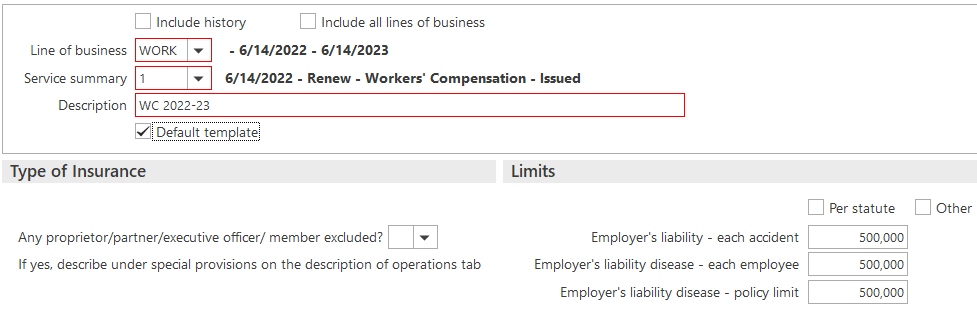 Include history Include all lines of business
Line of business WORK - 6/14/2022 - 6/14/2023
Service summary 1 6/14/2022 - Renew - Workers' Compensation - Issued
Description WC 2022-23
Default template
Type of Insurance Limits
Per statute Other
Any proprietor/partner/executive officer/ member excluded? Employer's liability - each accident 500,000
If yes, describe under special provisions on the description of operations tab Employer's liability disease - each employee 500,000
Employer's liability disease - policy limit 500,000